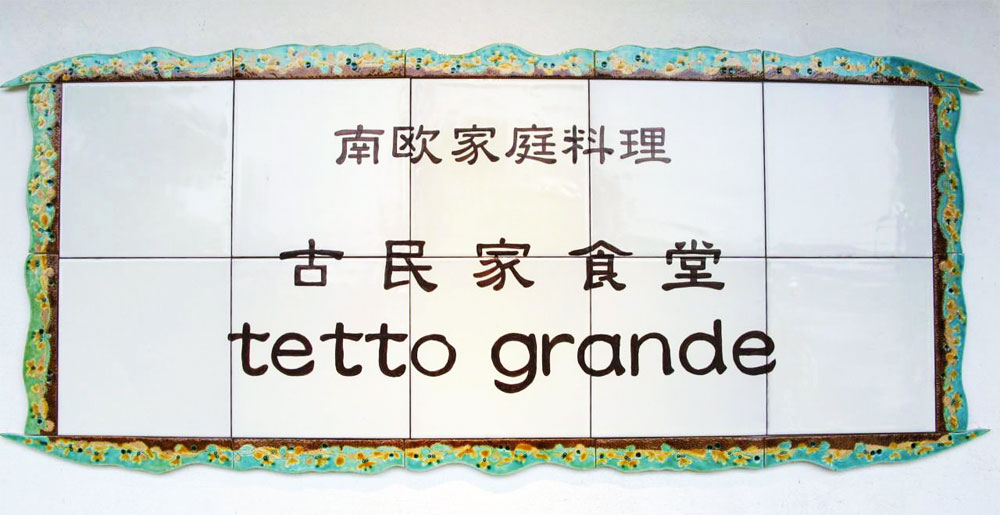 南欧家庭料理
古民家食堂
tetto grande